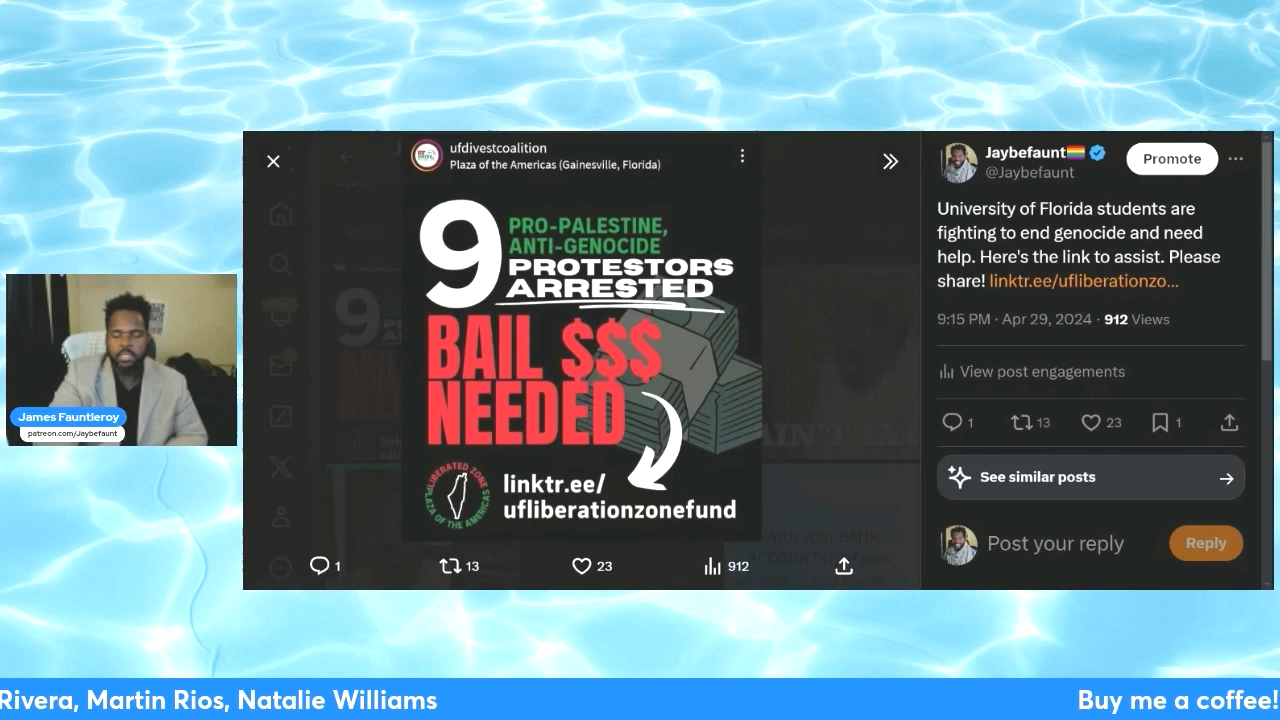 ufdivestcoalition
Plaza of the Americas (Gainesville, Florida)
9
PRO-PALESTINE,
ANTI-GENOCIDE
PROTESTORS
ARRESTED
BAIL $$$
NEEDED
LIBERATED ZONE
PLAZA OF THE AMERICAS
linktr.ee/
ufliberationzonefund
1
13
23
912
Jaybefaunt
@Jaybefaunt
Promote
University of Florida students are
fighting to end genocide and need
help. Here's the link to assist. Please
share! linktr.ee/ufliberationzo...
9:15 PM · Apr 29, 2024 · 912 Views
View post engagements
1
13
23
1
See similar posts
Post your reply
Reply
James Fauntleroy
patreon.com/Jaybefaunt
Rivera, Martin Rios, Natalie Williams
Buy me a coffee!